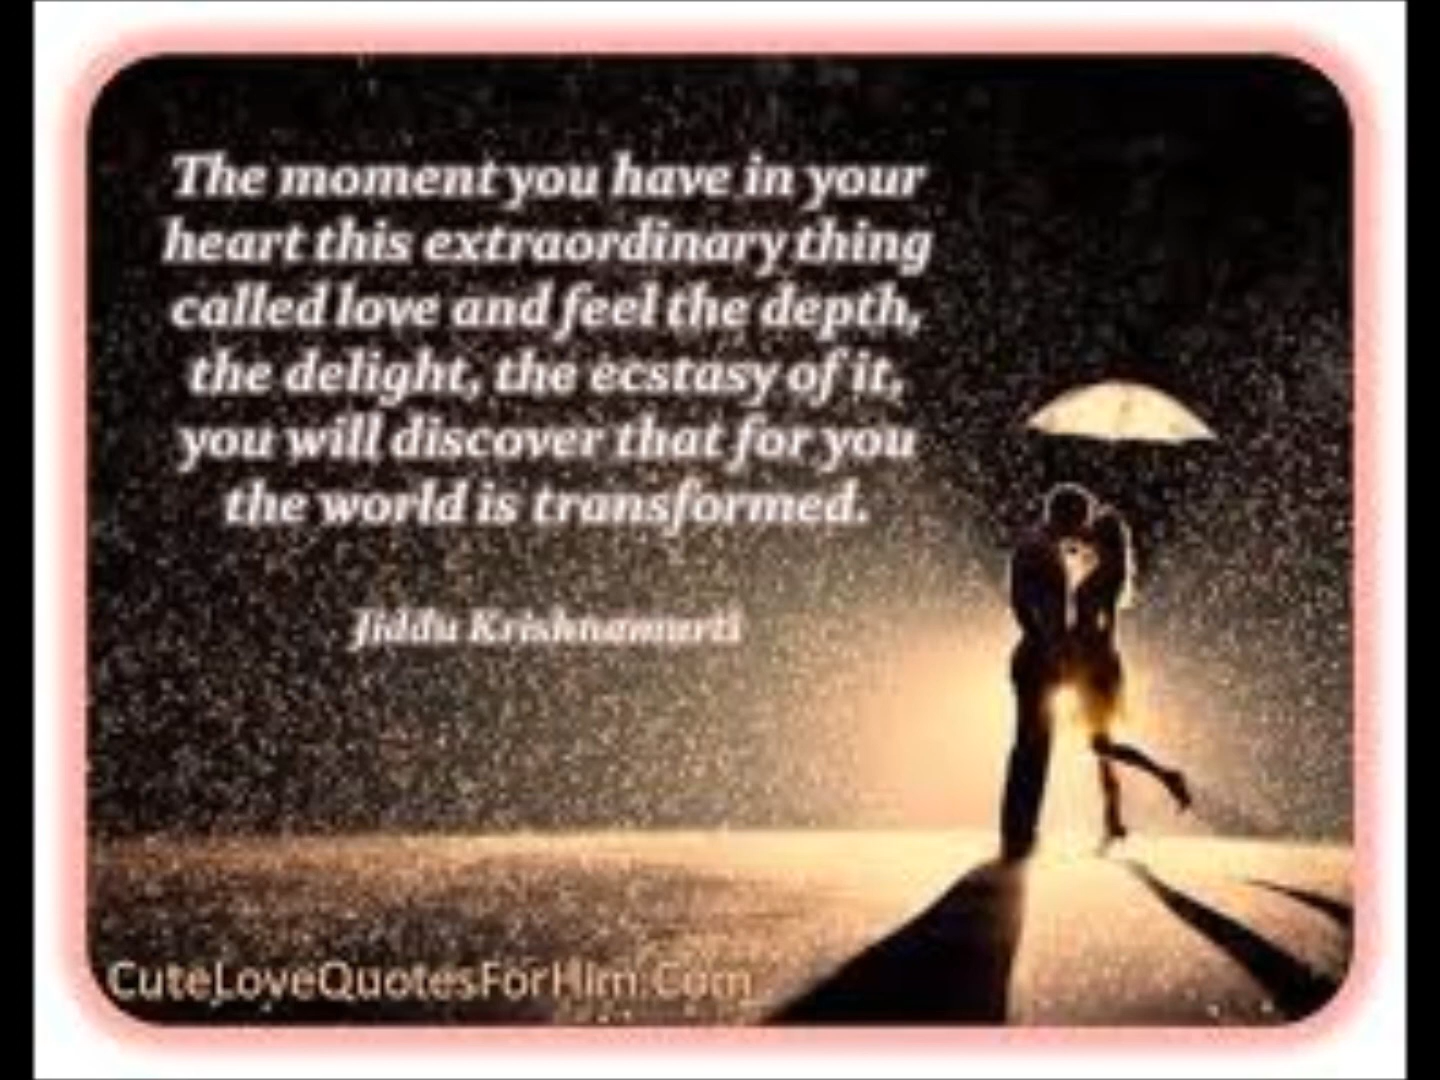 The moment you have in your
heart this extraordinary thing
called love and feel the depth,
the delight, the ecstasy of it,
you will discover that for you
the world is transformed.
Jiddu Krishnamurti
CuteLoveQuotesForHim.Com